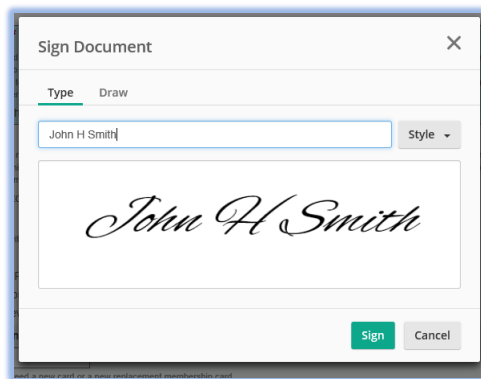 Sign Document
Type Draw
John H Smith
Style
John H Smith
Sign Cancel
eed a new card or a new replacement membership card